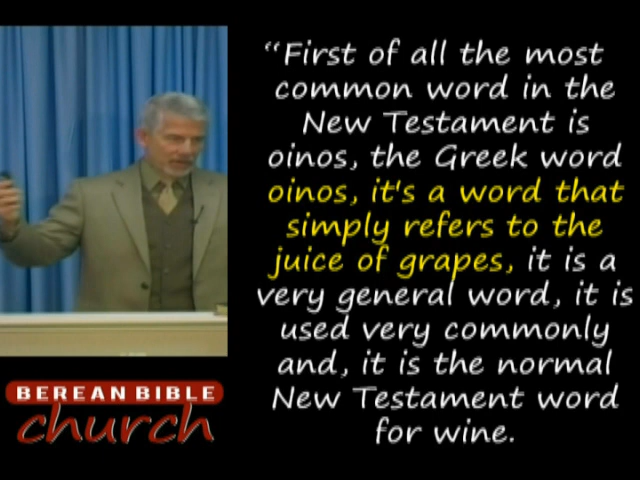 “First of all the most
common word in the
New Testament is
oinos, the Greek word
oinos, it's a word that
simply refers to the
juice of grapes, it is a
very general word, it is
used very commonly
and, it is the normal
New Testament word
for wine.
BEREAN BIBLE
church